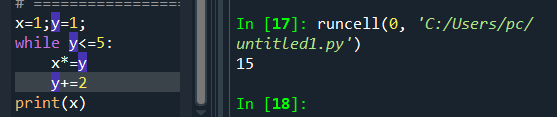 # ====================
x=1;y=1;
while y<=5:
    x*=y
    y+=2
print(x)
In [17]: runcell(0, 'C:/Users/pc/
untitled1.py')
15
In [18]: